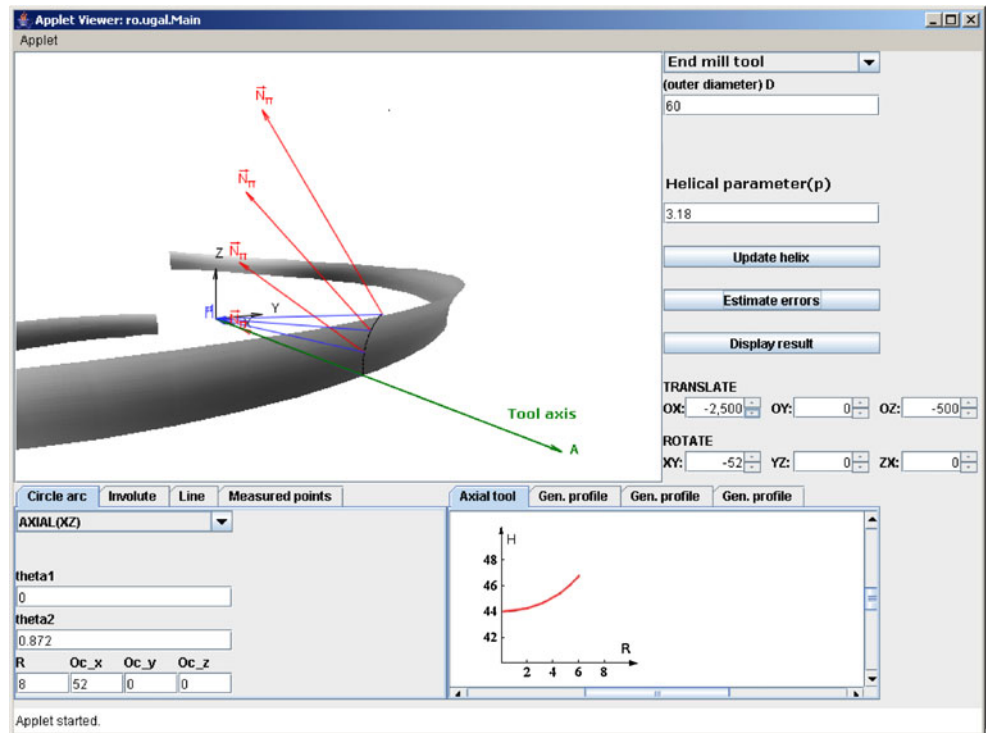 Applet Viewer: ro.ugal.Main
Applet
End mill tool
(outer diameter) D
60
Helical parameter(p)
3.18
Update helix
Estimate errors
Display result
TRANSLATE
OX: -2,500 OY: 0 OZ: -500
ROTATE
XY: -52 YZ: 0 ZX: 0
N
N
N
Z
Y
X
Tool axis
A
Circle arc Involute Line Measured points
AXIAL(XZ)
theta1
0
theta2
0.872
R Oc_x Oc_y Oc_z
8 52 0 0
Axial tool Gen. profile Gen. profile Gen. profile
H
48
46
44
42
R
2 4 6 8
Applet started.